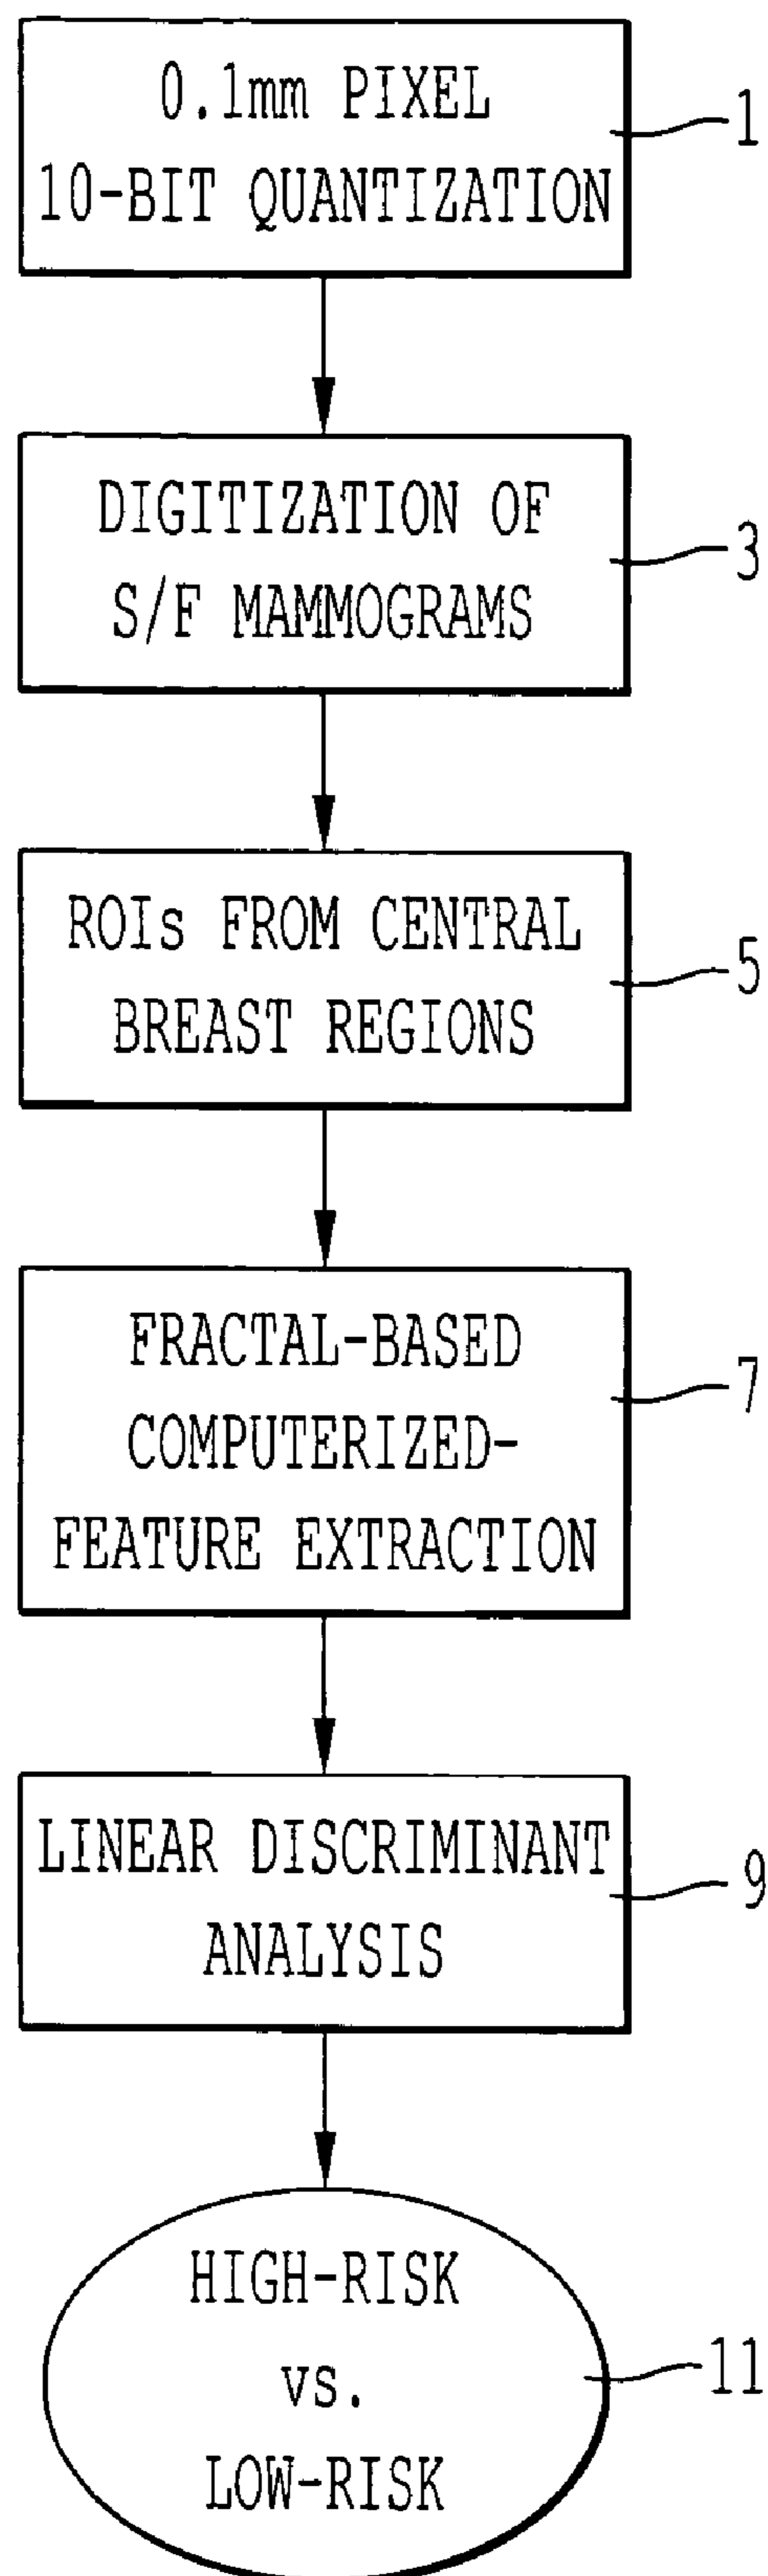 0.1mm PIXEL
10-BIT QUANTIZATION
1
DIGITIZATION OF
S/F MAMMOGRAMS
3
ROIs FROM CENTRAL
BREAST REGIONS
5
FRACTAL-BASED
COMPUTERIZED-
FEATURE EXTRACTION
7
LINEAR DISCRIMINANT
ANALYSIS
9
HIGH-RISK
vs.
LOW-RISK
11